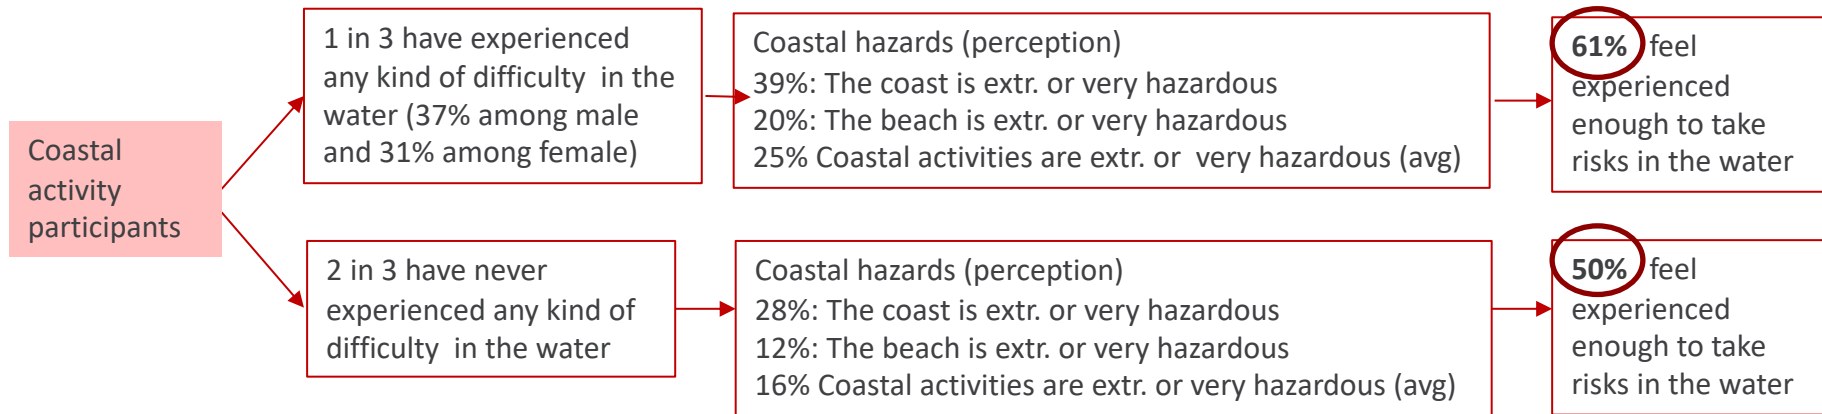 Coastal
activity
participants
1 in 3 have experienced
any kind of difficulty  in the
water (37% among male
and 31% among female)
Coastal hazards (perception)
39%: The coast is extr. or very hazardous
20%: The beach is extr. or very hazardous
25% Coastal activities are extr. or  very hazardous (avg)
61%  feel
experienced
enough to take
risks in the water
2 in 3 have never
experienced any kind of
difficulty  in the water
Coastal hazards (perception)
28%: The coast is extr. or very hazardous
12%: The beach is extr. or very hazardous
16% Coastal activities are extr. or very hazardous (avg)
50%  feel
experienced
enough to take
risks in the water